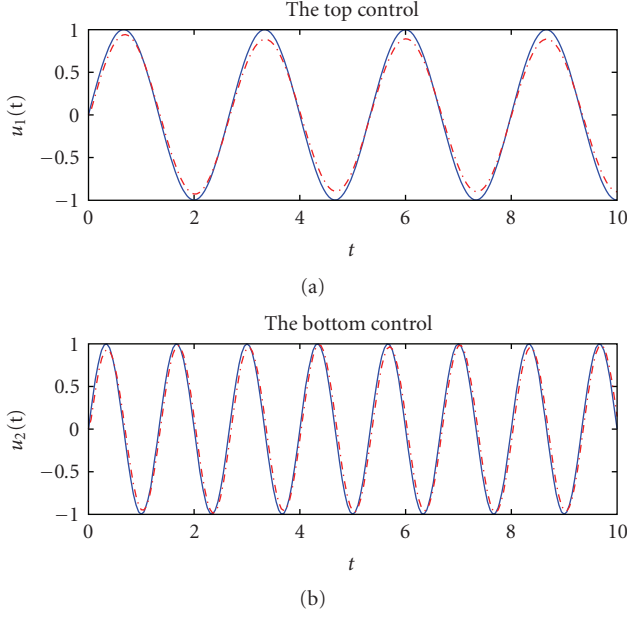 The top control
1
0.5
0
−0.5
−1
u1(t)
0 2 4 6 8 10
t
(a)
The bottom control
1
0.5
0
−0.5
−1
u2(t)
0 2 4 6 8 10
t
(b)